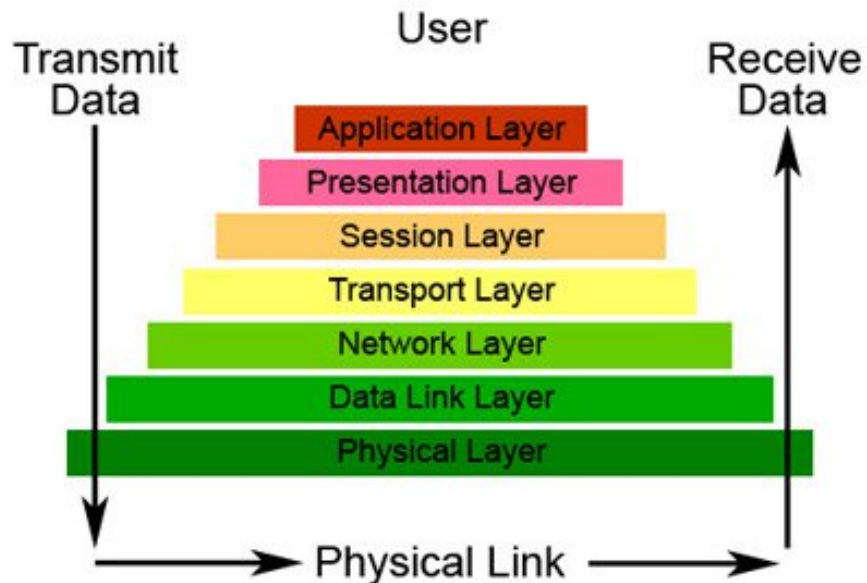 User
Transmit
Data
Receive
Data
Application Layer
Presentation Layer
Session Layer
Transport Layer
Network Layer
Data Link Layer
Physical Layer
Physical Link